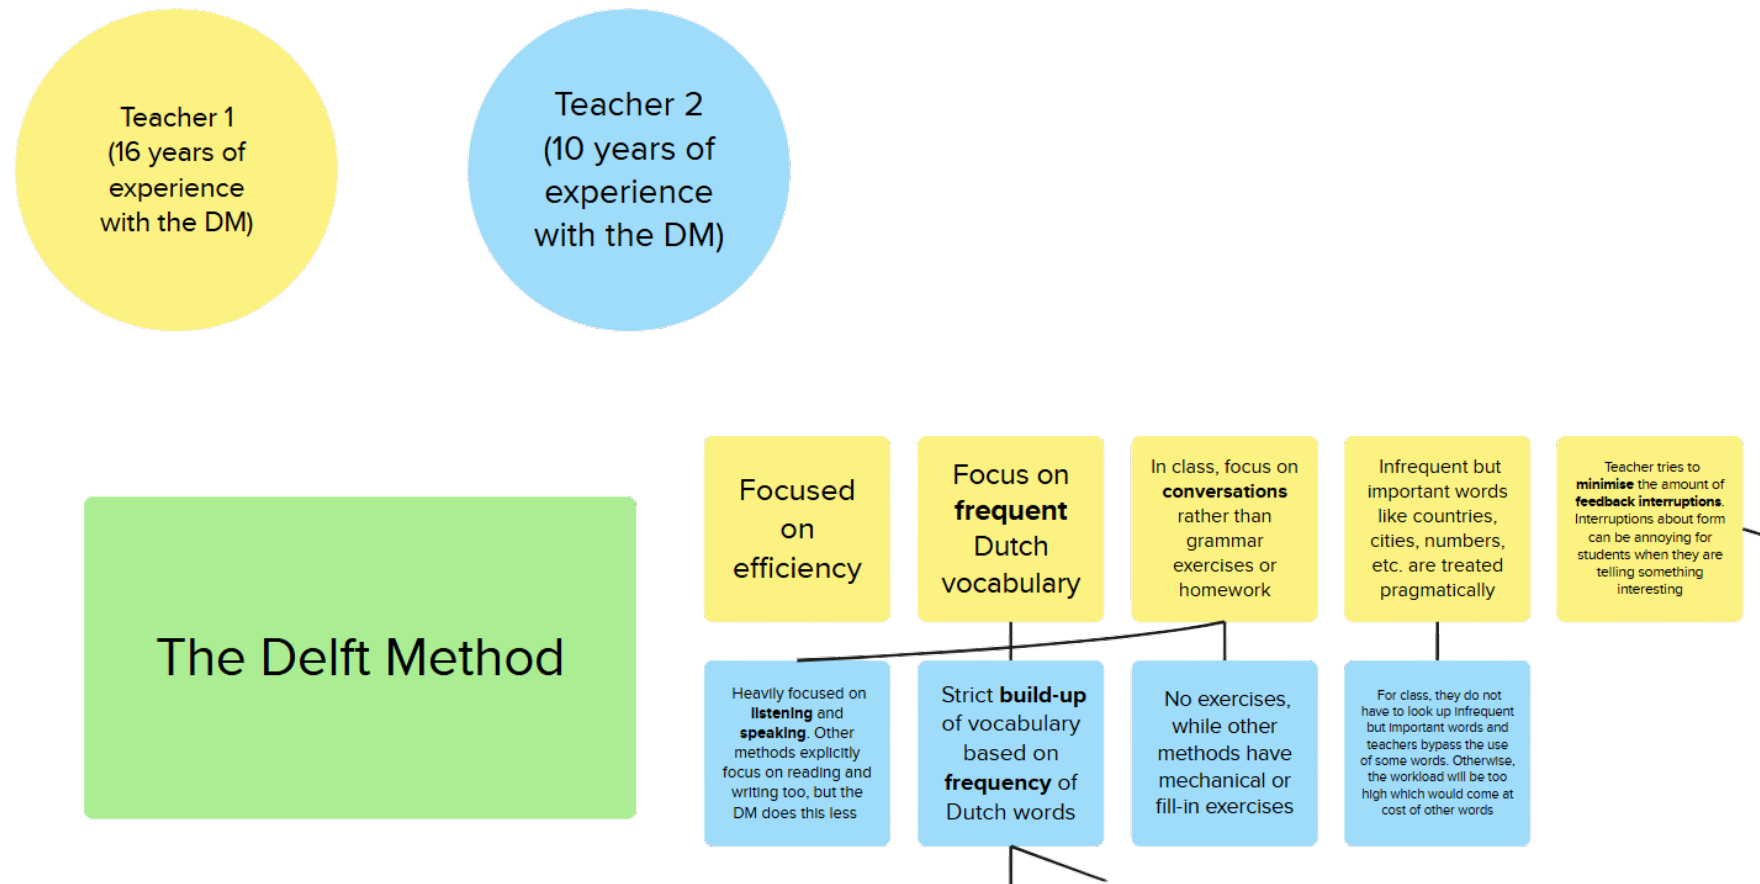 Teacher 1
(16 years of
experience
with the DM)
Teacher 2
(10 years of
experience
with the DM)
The Delft Method
Focused
on
efficiency
Focus on
frequent
Dutch
vocabulary
In class, focus on
conversations
rather than
grammar
exercises or
homework
Infrequent but
important words
like countries,
cities, numbers,
etc. are treated
pragmatically
Teacher tries to
minimise the amount of
feedback interruptions.
Interruptions about form
can be annoying for
students when they are
telling something
interesting
Heavily focused on
listening and
speaking. Other
methods explicitly
focus on reading and
writing too, but the
DM does this less
Strict build-up
of vocabulary
based on
frequency of
Dutch words
No exercises,
while other
methods have
mechanical or
fill-in exercises
For class, they do not
have to look up infrequent
but important words and
teachers bypass the use
of some words. Otherwise,
the workload will be too
high which would come at
cost of other words